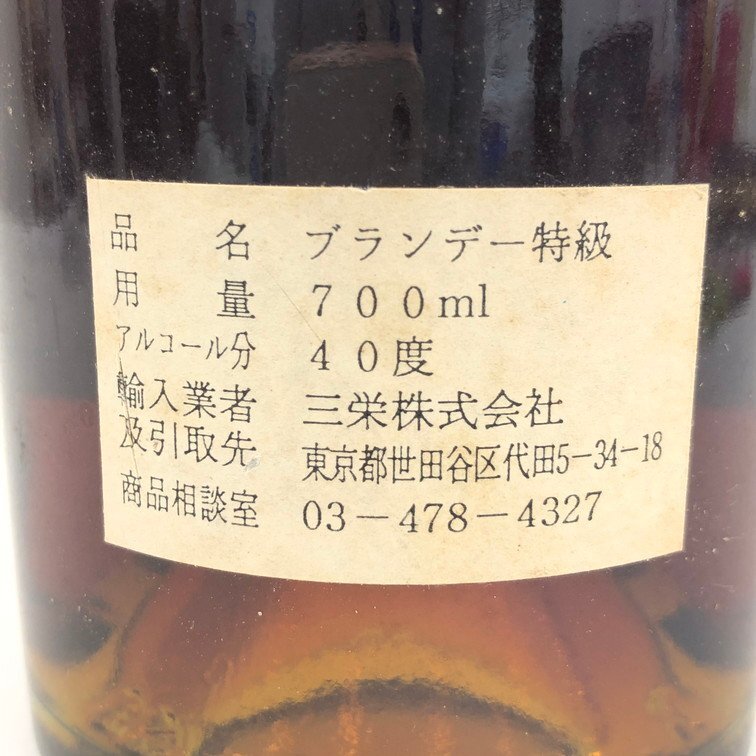 品名 ブランデー特級
用量 700ml
アルコール分 40度
輸入業者 三栄株式会社
及引取先 東京都世田谷区代田5-34-18
商品相談室 03-478-4327